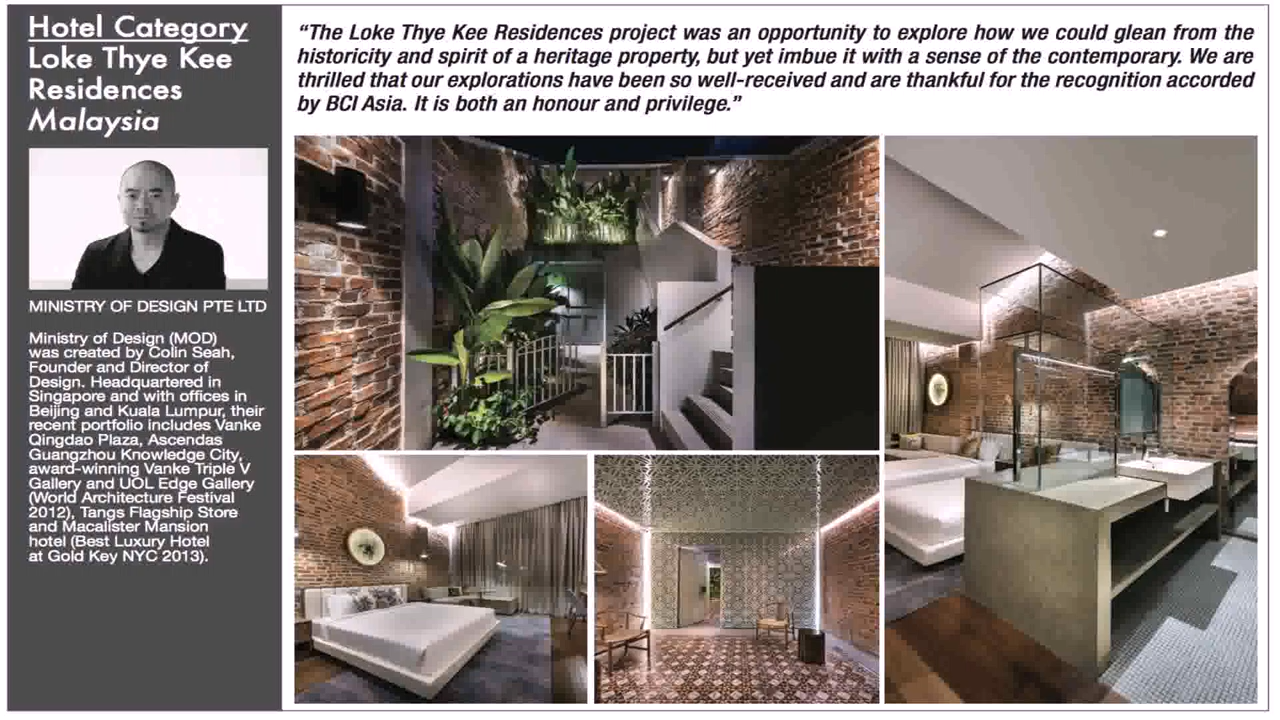 Hotel Category
Loke Thye Kee
Residences
Malaysia
MINISTRY OF DESIGN PTE LTD
Ministry of Design (MOD)
was created by Colin Seah,
Founder and Director of
Design. Headquartered in
Singapore and with offices in
Beijing and Kuala Lumpur, their
recent portfolio includes Vanke
Qingdao Plaza, Ascendas
Guangzhou Knowledge City,
award-winning Vanke Triple V
Gallery and UOL Edge Gallery
(World Architecture Festival
2012), Tangs Flagship Store
and Macalister Mansion
hotel (Best Luxury Hotel
at Gold Key NYC 2013).
“The Loke Thye Kee Residences project was an opportunity to explore how we could glean from the
historicity and spirit of a heritage property, but yet imbue it with a sense of the contemporary. We are
thrilled that our explorations have been so well-received and are thankful for the recognition accorded
by BCI Asia. It is both an honour and privilege.”